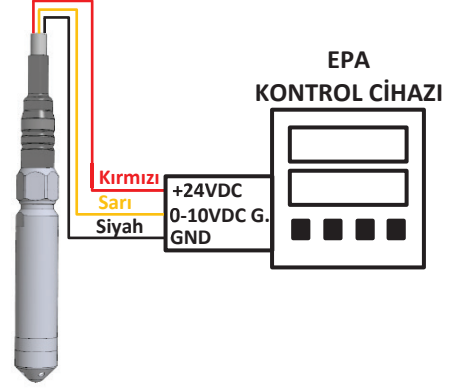 EPA
KONTROL CİHAZI
Kırmızı
+24VDC
Sarı
0-10VDC G.
Siyah
GND